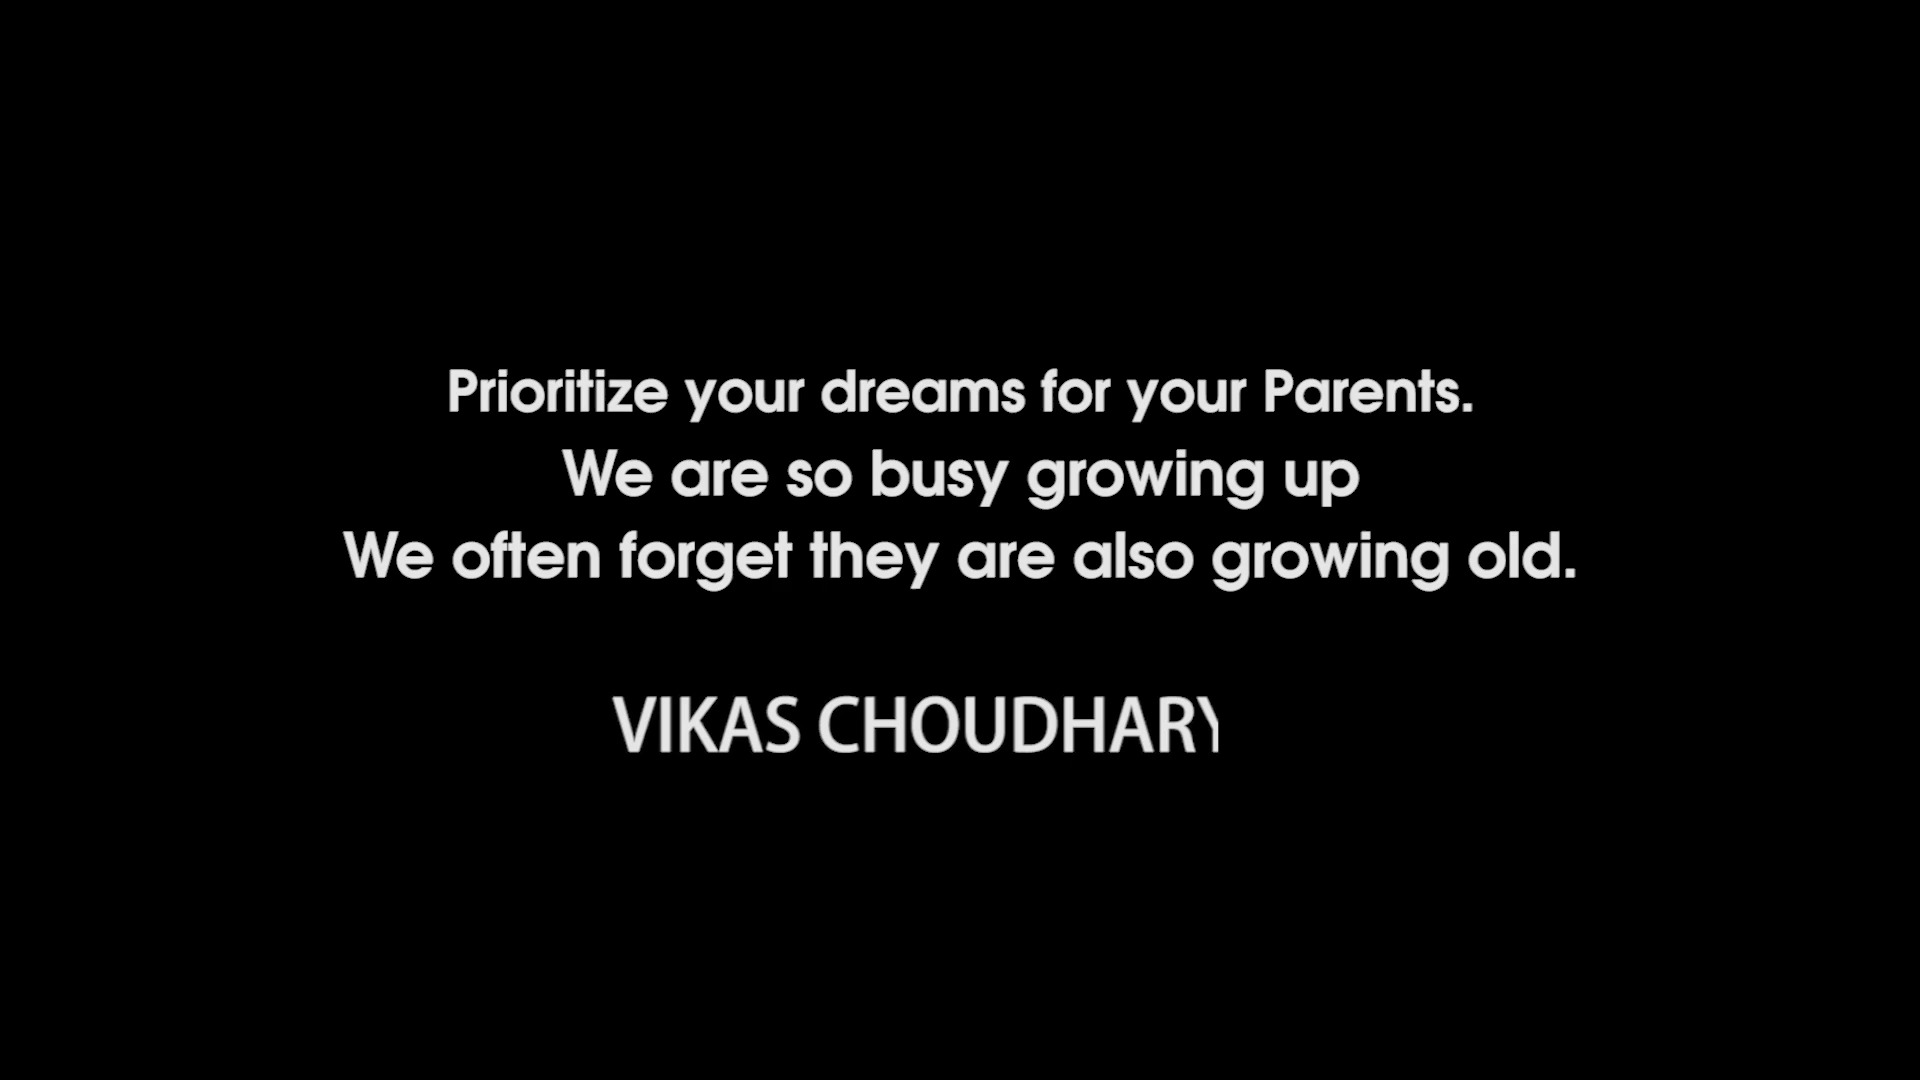 Prioritize your dreams for your Parents.
We are so busy growing up
We often forget they are also growing old.
VIKAS CHOUDHARY